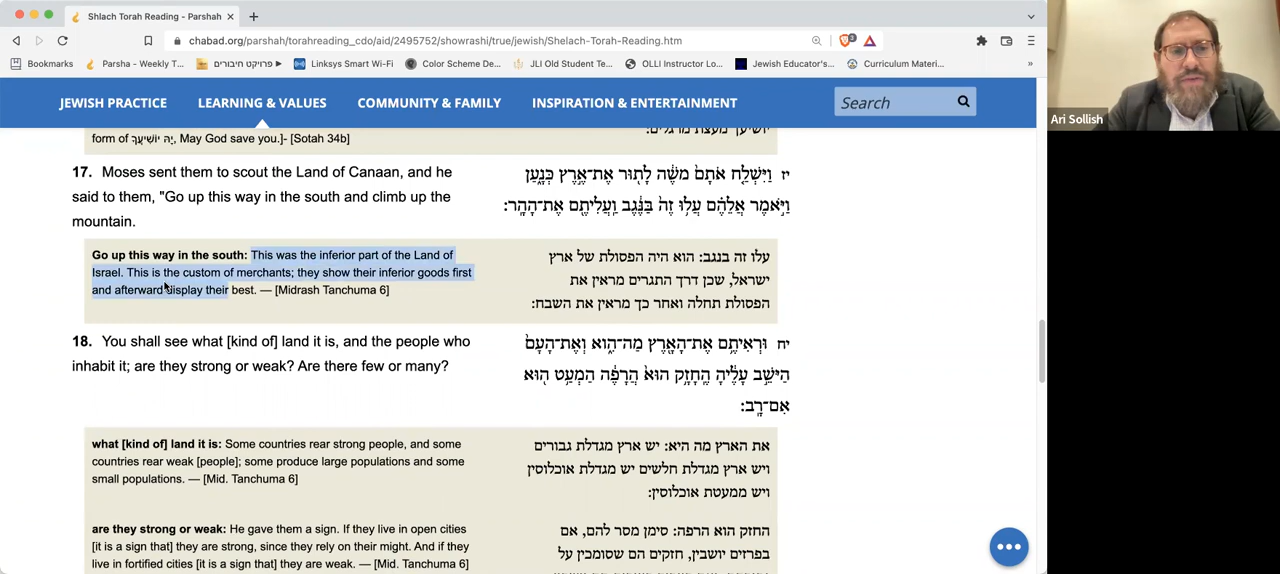 Shlach Torah Reading - Parshah
chabad.org/parshah/torahreading_cdo/aid/2495752/showrashi/true/jewish/Shelach-Torah-Reading.htm
Bookmarks Parsha - Weekly T... פרויקט חיבורים Linksys Smart Wi-Fi Color Scheme De... JLI Old Student Te... OLLI Instructor Lo... Jewish Educator's... Curriculum Materi...
JEWISH PRACTICE LEARNING & VALUES COMMUNITY & FAMILY INSPIRATION & ENTERTAINMENT Search
Ari Sollish
form of יָהּ יוֹשִׁיעֲךָ, May God save you.]- [Sotah 34b]
יושיעך מעצת מרגלים:
17. Moses sent them to scout the Land of Canaan, and he
said to them, "Go up this way in the south and climb up the
mountain.
יז וַיִּשְׁלַ֤ח אֹתָם֙ משֶׁ֔ה לָת֖וּר אֶת־אֶ֣רֶץ כְּנָ֑עַן
וַיֹּ֣אמֶר אֲלֵהֶ֗ם עֲל֥וּ זֶה֙ בַּנֶּ֔גֶב וַֽעֲלִיתֶ֖ם אֶת־הָהָֽר:
Go up this way in the south: This was the inferior part of the Land of
Israel. This is the custom of merchants; they show their inferior goods first
and afterward display their best. — [Midrash Tanchuma 6]
עלו זה בנגב: הוא היה הפסולת של ארץ
ישראל, שכן דרך התגרים מראין את
הפסולת תחלה ואחר כך מראין את השבח:
18. You shall see what [kind of] land it is, and the people who
inhabit it; are they strong or weak? Are there few or many?
יח וּרְאִיתֶ֥ם אֶת־הָאָ֖רֶץ מַה־הִ֑וא וְאֶת־הָעָם֙
הַיּשֵׁ֣ב עָלֶ֔יהָ הֶֽחָזָ֥ק הוּא֙ הֲרָפֶ֔ה הַמְעַ֥ט ה֖וּא
אִם־רָֽב:
what [kind of] land it is: Some countries rear strong people, and some
countries rear weak [people]; some produce large populations and some
small populations. — [Mid. Tanchuma 6]
את הארץ מה היא: יש ארץ מגדלת גבורים
ויש ארץ מגדלת חלשים יש מגדלת אוכלוסין
ויש ממעטת אוכלוסין:
are they strong or weak: He gave them a sign. If they live in open cities
[it is a sign that] they are strong, since they rely on their might. And if they
live in fortified cities [it is a sign that] they are weak. — [Mid. Tanchuma 6]
החזק הוא הרפה: סימן מסר להם, אם
בפרזים יושבין, חזקים הם שסומכין על